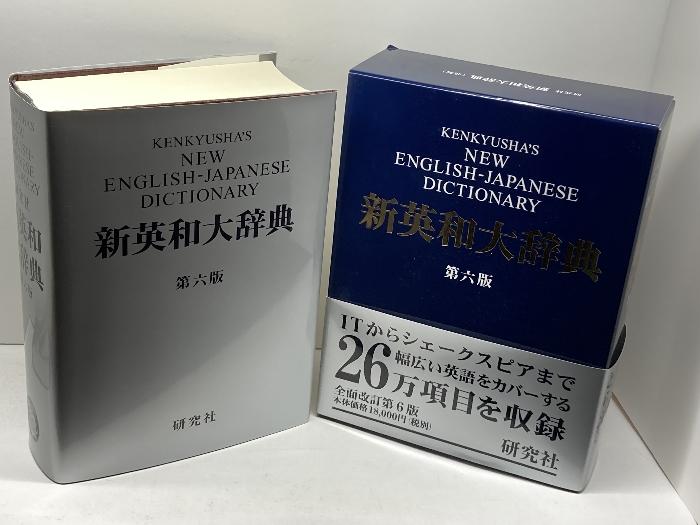 KENKYUSHA'S
NEW
ENGLISH-JAPANESE
DICTIONARY
新英和大辞典
第六版
研究社
KENKYUSHA'S
NEW
ENGLISH-JAPANESE
DICTIONARY
新英和大辞典
第六版
ITからシェークスピアまで
幅広い英語をカバーする
26万項目を収録
全面改訂第6版
本体価格18,000円(税別)
研究社